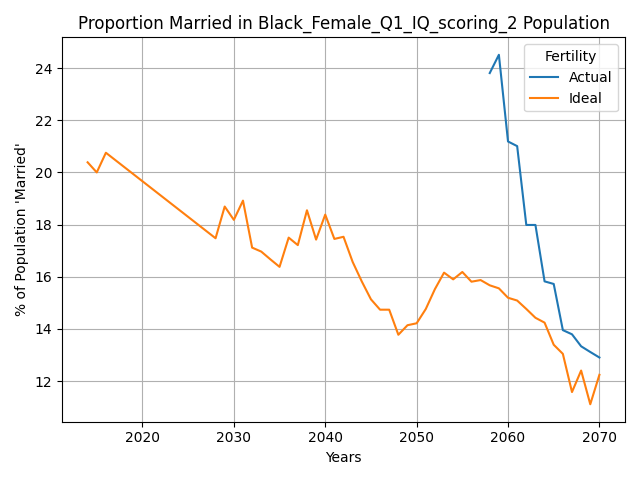 Proportion Married in Black_Female_Q1_IQ_scoring_2 Population
Fertility
Actual
Ideal
% of Population 'Married'
24
22
20
18
16
14
12
2020 2030 2040 2050 2060 2070
Years